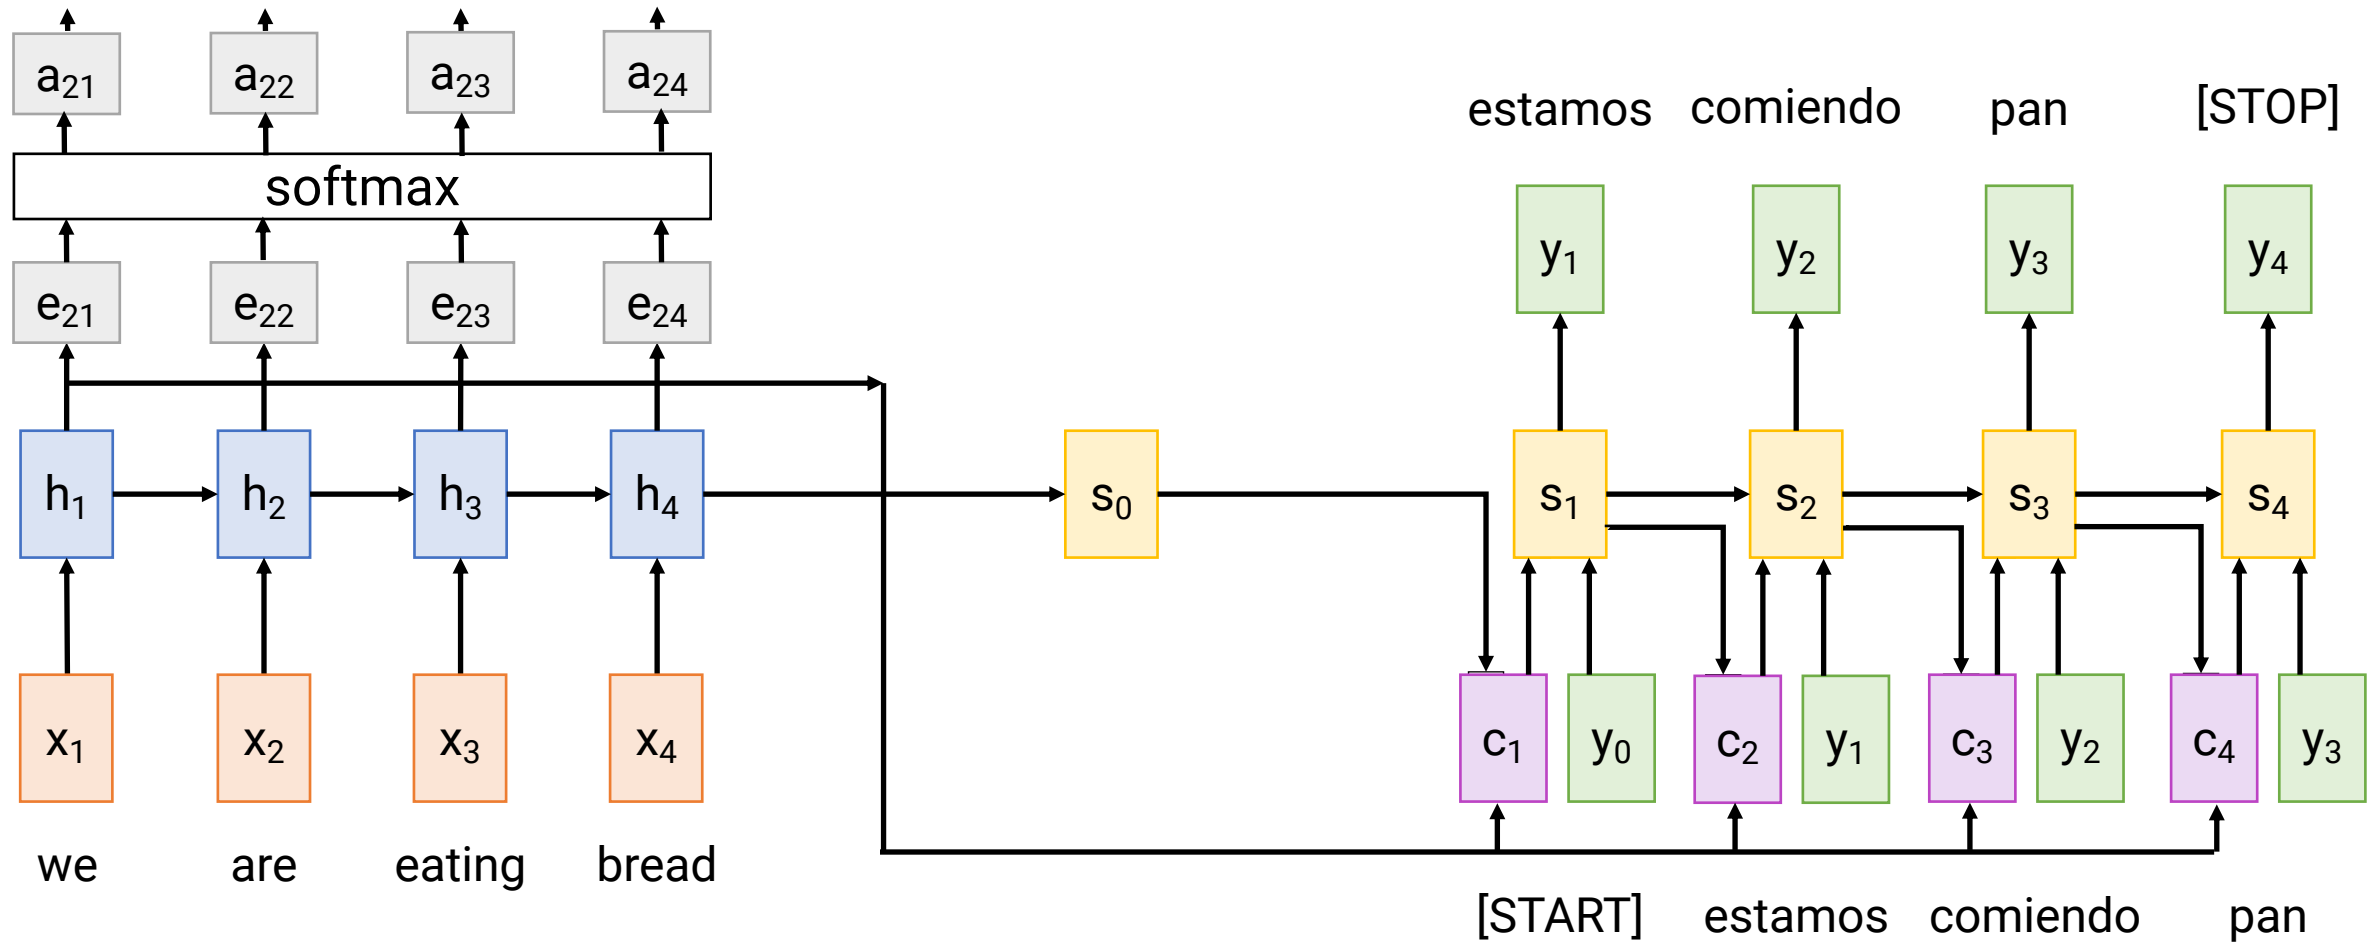 a21 a22 a23 a24
estamos comiendo pan [STOP]
softmax
y1 y2 y3 y4
e21 e22 e23 e24
h1 h2 h3 h4 s0 s1 s2 s3 s4
x1 x2 x3 x4 c1 y0 c2 y1 c3 y2 c4 y3
we are eating bread
[START] estamos comiendo pan